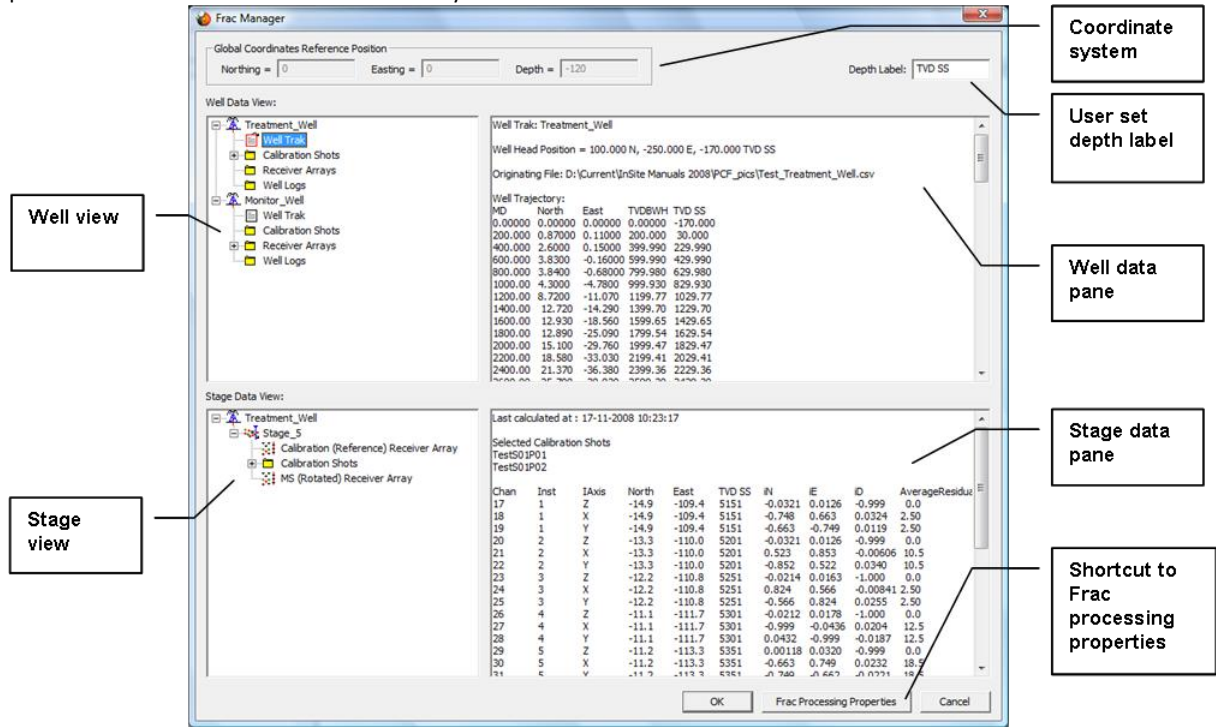 Frac Manager
Global Coordinates Reference Position
Northing = 0 Easting = 0 Depth = -120
Depth Label: TVD SS
Well Data View:
Treatment_Well
Well Trak
Calibration Shots
Receiver Arrays
Well Logs
Monitor_Well
Well Trak
Calibration Shots
Receiver Arrays
Well Logs
Well Trak: Treatment_Well
Well Head Position = 100.000 N, -250.000 E, -170.000 TVD SS
Originating File: D:\Current\InSite Manuals 2008\PCF_pics\Test_Treatment_Well.csv
Well Trajectory:
MD North East TVDBWH TVD SS
0.00000 0.00000 0.00000 0.00000 -170.000
200.000 0.87000 0.11000 200.000 30.000
400.000 2.6000 0.15000 399.990 229.990
600.000 3.8300 -0.16000 599.990 429.990
800.000 3.8400 -0.68000 799.980 629.980
1000.00 4.3000 -4.7800 999.930 829.930
1200.00 8.7200 -11.070 1199.77 1029.77
1400.00 12.720 -14.290 1399.70 1229.70
1600.00 12.930 -18.560 1599.65 1429.65
1800.00 12.890 -25.090 1799.54 1629.54
2000.00 15.100 -29.760 1999.47 1829.47
2200.00 18.580 -33.030 2199.41 2029.41
2400.00 21.370 -36.380 2399.36 2229.36
Stage Data View:
Treatment_Well
Stage_5
Calibration (Reference) Receiver Array
Calibration Shots
MS (Rotated) Receiver Array
Last calculated at : 17-11-2008 10:23:17
Selected Calibration Shots
TestS01P01
TestS01P02
Chan Inst IAxis North East TVD SS iN iE iD AverageResidua
17 1 Z -14.9 -109.4 5151 -0.0321 0.0126 -0.999 0.0
18 1 X -14.9 -109.4 5151 -0.748 0.663 0.0324 2.50
19 1 Y -14.9 -109.4 5151 -0.663 -0.749 0.0119 2.50
20 2 Z -13.3 -110.0 5201 -0.0321 0.0126 -0.999 0.0
21 2 X -13.3 -110.0 5201 0.523 0.853 -0.00606 10.5
22 2 Y -13.3 -110.0 5201 -0.852 0.522 0.0340 10.5
23 3 Z -12.2 -110.8 5251 -0.0214 0.0163 -1.000 0.0
24 3 X -12.2 -110.8 5251 0.824 0.566 -0.00841 2.50
25 3 Y -12.2 -110.8 5251 -0.566 0.824 0.0255 2.50
26 4 Z -11.1 -111.7 5301 -0.0212 0.0178 -1.000 0.0
27 4 X -11.1 -111.7 5301 -0.999 -0.0436 0.0204 12.5
28 4 Y -11.1 -111.7 5301 0.0432 -0.999 -0.0187 12.5
29 5 Z -11.2 -113.3 5351 0.00118 0.0320 -0.999 0.0
30 5 X -11.2 -113.3 5351 -0.663 0.749 0.0232 18.5
31 5 Y -11.2 -113.3 5351 -0.749 -0.662 -0.0221 18.5
OK Frac Processing Properties Cancel
Coordinate system
User set depth label
Well view
Well data pane
Stage data pane
Stage view
Shortcut to Frac processing properties